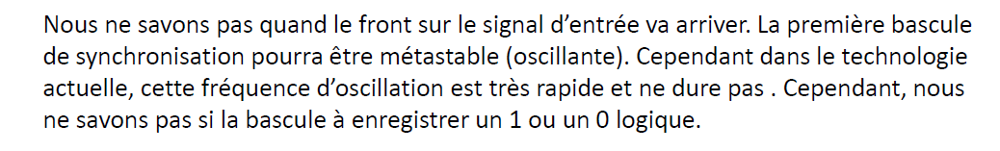 Nous ne savons pas quand le front sur le signal d’entrée va arriver. La première bascule
de synchronisation pourra être métastable (oscillante). Cependant dans le technologie
actuelle, cette fréquence d’oscillation est très rapide et ne dure pas . Cependant, nous
ne savons pas si la bascule à enregistrer un 1 ou un 0 logique.